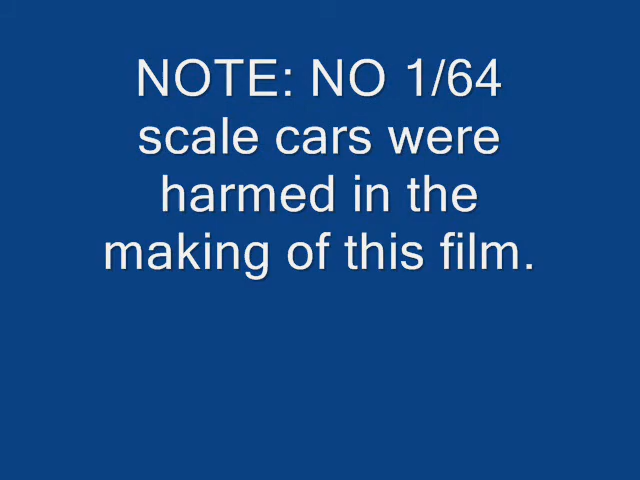 NOTE: NO 1/64
scale cars were
harmed in the
making of this film.